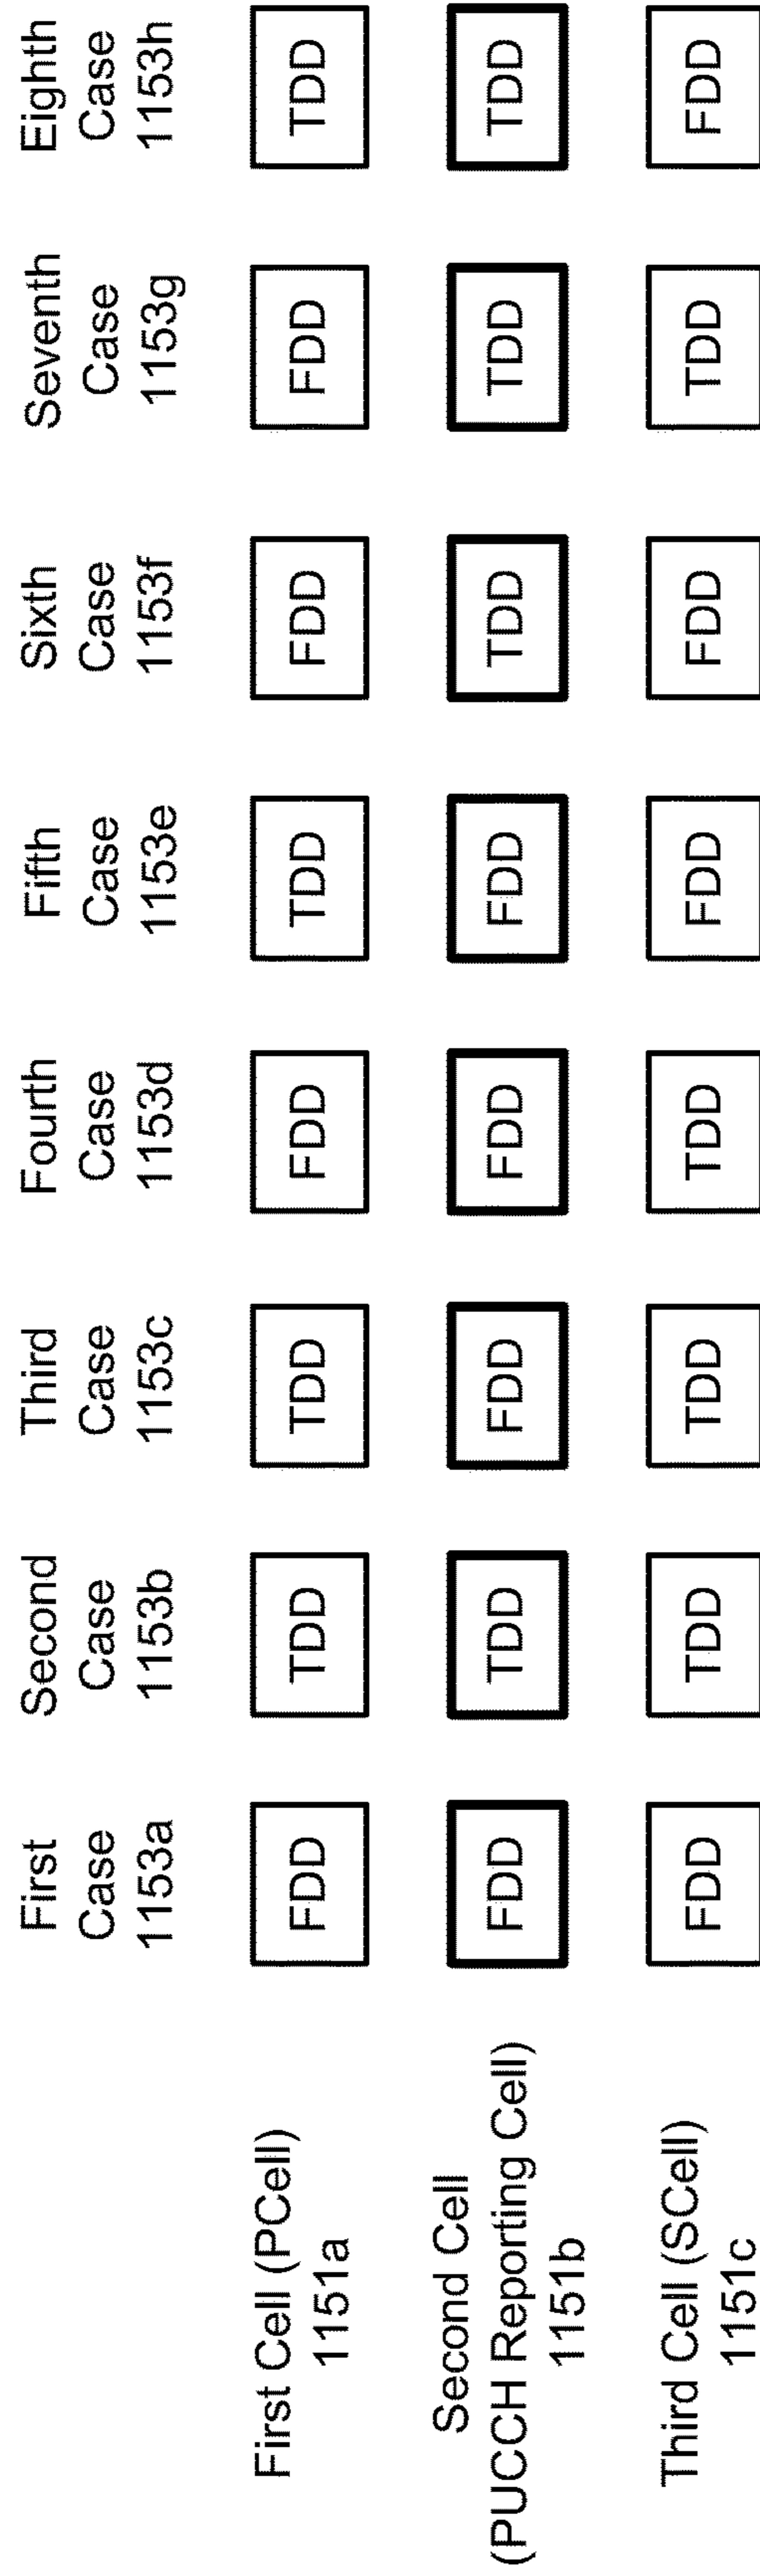 First
Case
1153a
Second
Case
1153b
Third
Case
1153c
Fourth
Case
1153d
Fifth
Case
1153e
Sixth
Case
1153f
Seventh
Case
1153g
Eighth
Case
1153h
First Cell (PCell)
1151a
FDD
TDD
TDD
FDD
TDD
FDD
FDD
TDD
Second Cell
(PUCCH Reporting Cell)
1151b
FDD
TDD
FDD
FDD
FDD
TDD
TDD
TDD
Third Cell (SCell)
1151c
FDD
TDD
TDD
TDD
FDD
FDD
TDD
FDD